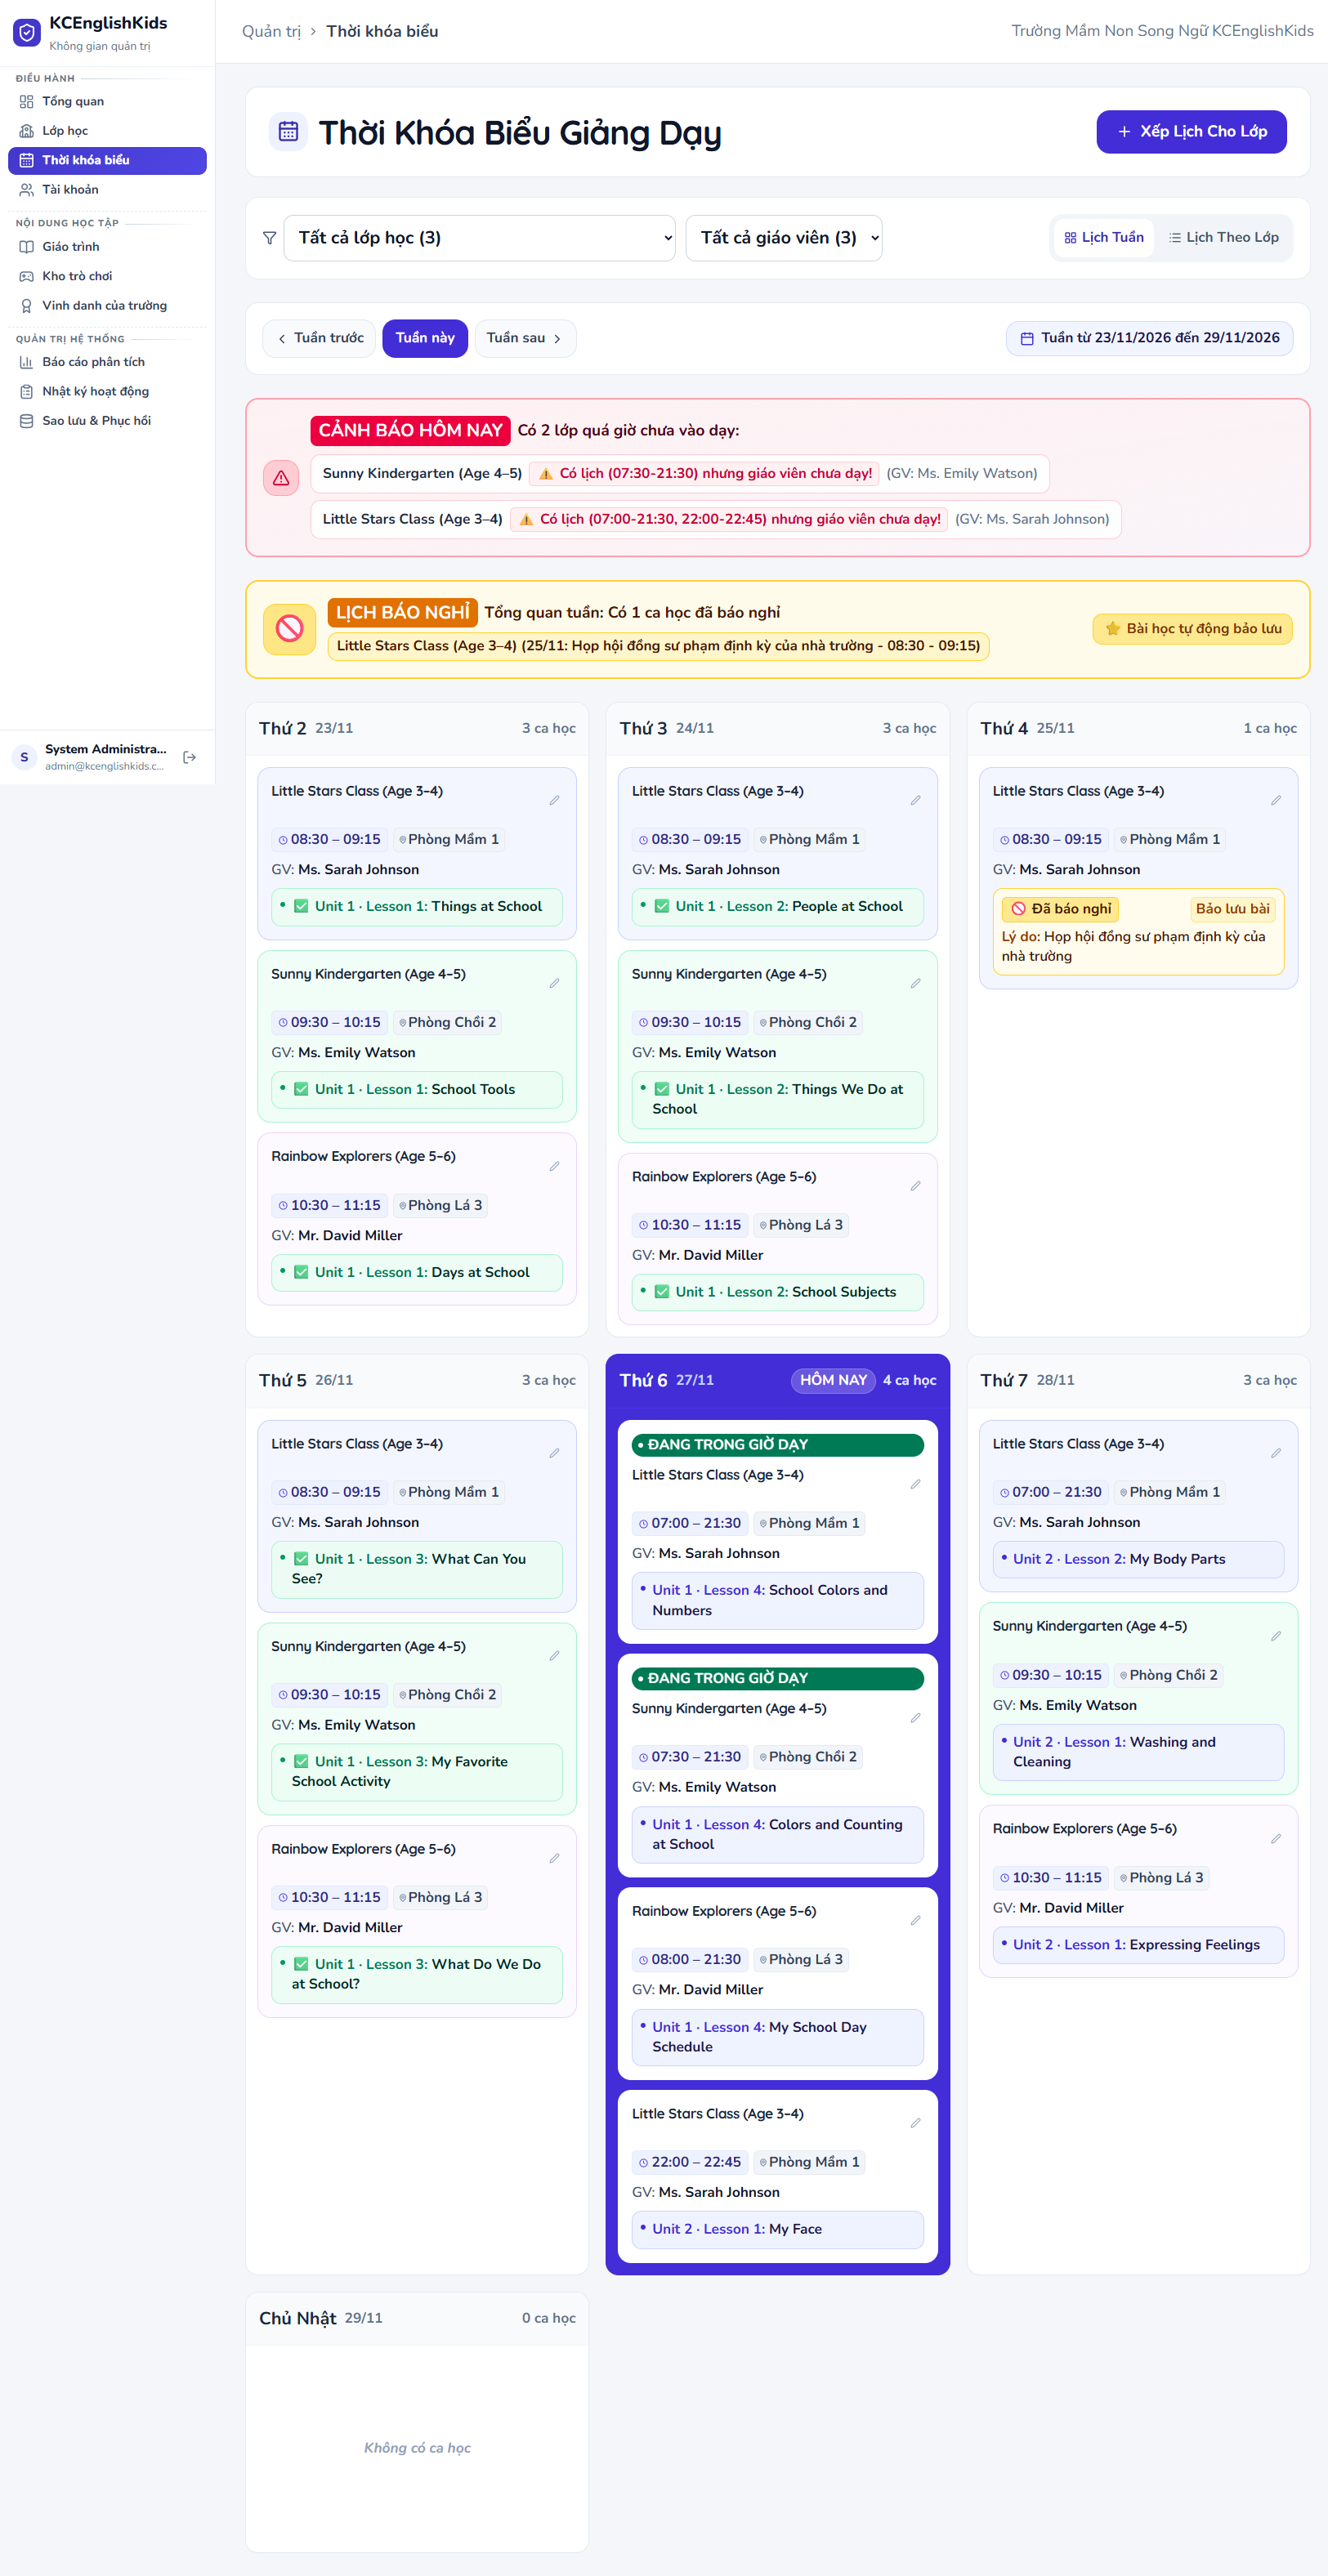 KCEnglishKids
Không gian quản trị
ĐIỀU HÀNH
Tổng quan
Lớp học
Thời khóa biểu
Tài khoản
NỘI DUNG HỌC TẬP
Giáo trình
Kho trò chơi
Vinh danh của trường
QUẢN TRỊ HỆ THỐNG
Báo cáo phân tích
Nhật ký hoạt động
Sao lưu & Phục hồi
S
System Administra...
admin@kcenglishkids.c...
Quản trị > Thời khóa biểu
Trường Mầm Non Song Ngữ KCEnglishKids
Thời Khóa Biểu Giảng Dạy
+ Xếp Lịch Cho Lớp
Tất cả lớp học (3)
Tất cả giáo viên (3)
Lịch Tuần
Lịch Theo Lớp
Tuần trước
Tuần này
Tuần sau
Tuần từ 23/11/2026 đến 29/11/2026
CẢNH BÁO HÔM NAY Có 2 lớp quá giờ chưa vào dạy:
Sunny Kindergarten (Age 4–5) ⚠️ Có lịch (07:30-21:30) nhưng giáo viên chưa dạy! (GV: Ms. Emily Watson)
Little Stars Class (Age 3–4) ⚠️ Có lịch (07:00-21:30, 22:00-22:45) nhưng giáo viên chưa dạy! (GV: Ms. Sarah Johnson)
LỊCH BÁO NGHỈ Tổng quan tuần: Có 1 ca học đã báo nghỉ
Little Stars Class (Age 3–4) (25/11: Họp hội đồng sư phạm định kỳ của nhà trường - 08:30 - 09:15)
⭐ Bài học tự động bảo lưu
Thứ 2 23/11 3 ca học
Little Stars Class (Age 3–4)
08:30 – 09:15 Phòng Mầm 1
GV: Ms. Sarah Johnson
• ✅ Unit 1 · Lesson 1: Things at School
Sunny Kindergarten (Age 4–5)
09:30 – 10:15 Phòng Chồi 2
GV: Ms. Emily Watson
• ✅ Unit 1 · Lesson 1: School Tools
Rainbow Explorers (Age 5–6)
10:30 – 11:15 Phòng Lá 3
GV: Mr. David Miller
• ✅ Unit 1 · Lesson 1: Days at School
Thứ 3 24/11 3 ca học
Little Stars Class (Age 3–4)
08:30 – 09:15 Phòng Mầm 1
GV: Ms. Sarah Johnson
• ✅ Unit 1 · Lesson 2: People at School
Sunny Kindergarten (Age 4–5)
09:30 – 10:15 Phòng Chồi 2
GV: Ms. Emily Watson
• ✅ Unit 1 · Lesson 2: Things We Do at
School
Rainbow Explorers (Age 5–6)
10:30 – 11:15 Phòng Lá 3
GV: Mr. David Miller
• ✅ Unit 1 · Lesson 2: School Subjects
Thứ 4 25/11 1 ca học
Little Stars Class (Age 3–4)
08:30 – 09:15 Phòng Mầm 1
GV: Ms. Sarah Johnson
🚫 Đã báo nghỉ Bảo lưu bài
Lý do: Họp hội đồng sư phạm định kỳ của
nhà trường
Thứ 5 26/11 3 ca học
Little Stars Class (Age 3–4)
08:30 – 09:15 Phòng Mầm 1
GV: Ms. Sarah Johnson
• ✅ Unit 1 · Lesson 3: What Can You
See?
Sunny Kindergarten (Age 4–5)
09:30 – 10:15 Phòng Chồi 2
GV: Ms. Emily Watson
• ✅ Unit 1 · Lesson 3: My Favorite
School Activity
Rainbow Explorers (Age 5–6)
10:30 – 11:15 Phòng Lá 3
GV: Mr. David Miller
• ✅ Unit 1 · Lesson 3: What Do We Do
at School?
Thứ 6 27/11 HÔM NAY 4 ca học
• ĐANG TRONG GIỜ DẠY
Little Stars Class (Age 3–4)
07:00 – 21:30 Phòng Mầm 1
GV: Ms. Sarah Johnson
• Unit 1 · Lesson 4: School Colors and
Numbers
• ĐANG TRONG GIỜ DẠY
Sunny Kindergarten (Age 4–5)
07:30 – 21:30 Phòng Chồi 2
GV: Ms. Emily Watson
• Unit 1 · Lesson 4: Colors and Counting
at School
Rainbow Explorers (Age 5–6)
08:00 – 21:30 Phòng Lá 3
GV: Mr. David Miller
• Unit 1 · Lesson 4: My School Day
Schedule
Little Stars Class (Age 3–4)
22:00 – 22:45 Phòng Mầm 1
GV: Ms. Sarah Johnson
• Unit 2 · Lesson 1: My Face
Thứ 7 28/11 3 ca học
Little Stars Class (Age 3–4)
07:00 – 21:30 Phòng Mầm 1
GV: Ms. Sarah Johnson
• Unit 2 · Lesson 2: My Body Parts
Sunny Kindergarten (Age 4–5)
09:30 – 10:15 Phòng Chồi 2
GV: Ms. Emily Watson
• Unit 2 · Lesson 1: Washing and
Cleaning
Rainbow Explorers (Age 5–6)
10:30 – 11:15 Phòng Lá 3
GV: Mr. David Miller
• Unit 2 · Lesson 1: Expressing Feelings
Chủ Nhật 29/11 0 ca học
Không có ca học